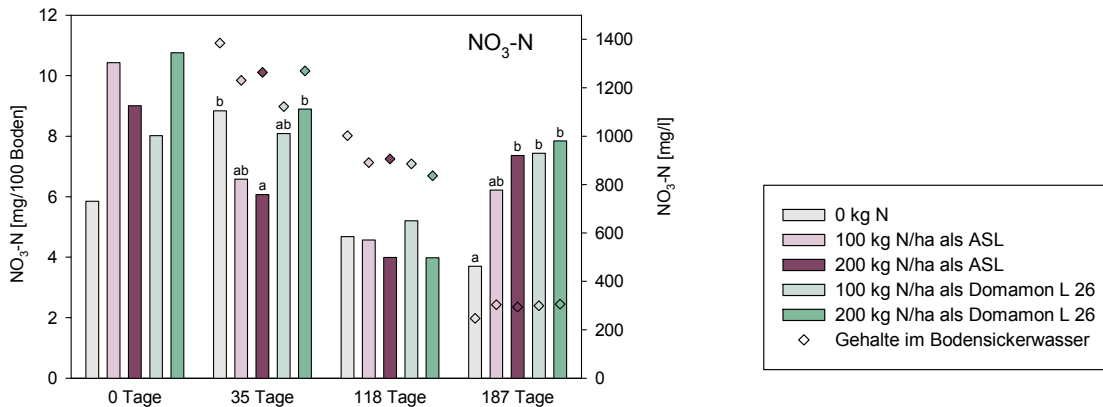 NO3-N
12
10
8
6
4
2
0
NO3-N [mg/100 Boden]
1400
1200
1000
800
600
400
200
0
NO3-N [mg/l]
b
ab
a
ab
b
a
ab
b
b
b
0 Tage
35 Tage
118 Tage
187 Tage
0 kg N
100 kg N/ha als ASL
200 kg N/ha als ASL
100 kg N/ha als Domamon L 26
200 kg N/ha als Domamon L 26
Gehalte im Bodensickerwasser